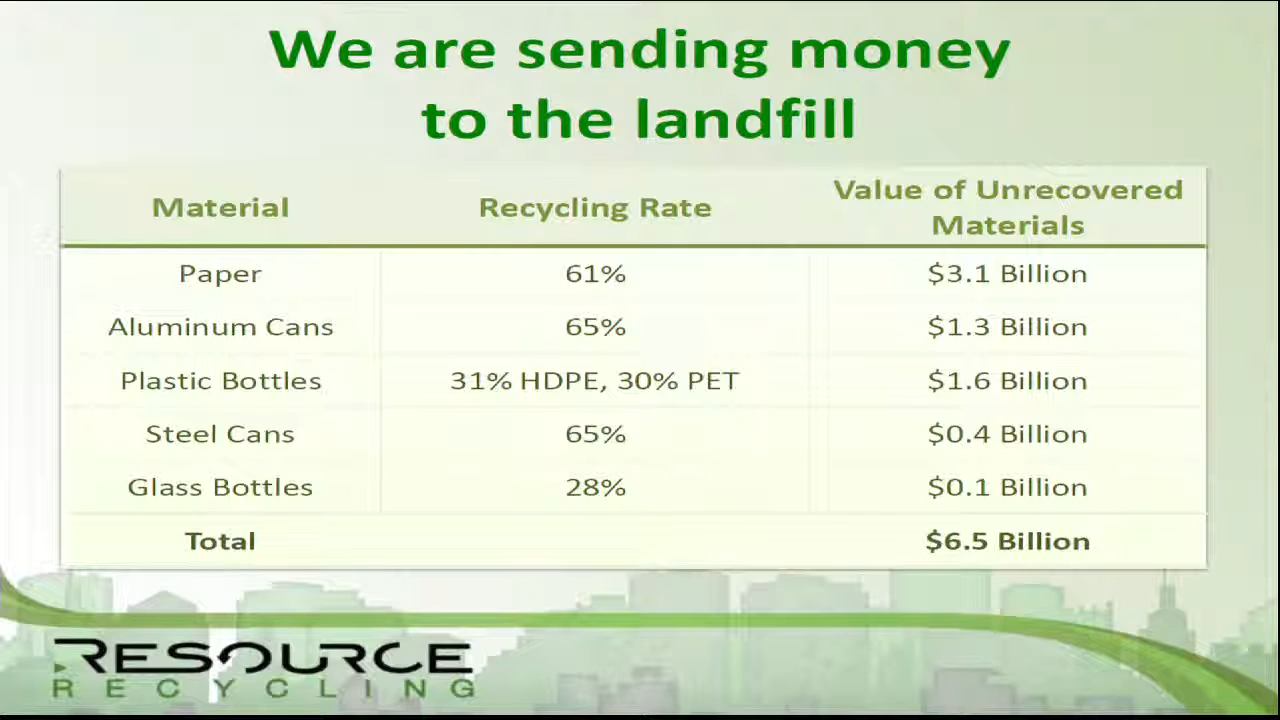 We are sending money
to the landfill
Material Recycling Rate Value of Unrecovered Materials
Paper 61% $3.1 Billion
Aluminum Cans 65% $1.3 Billion
Plastic Bottles 31% HDPE, 30% PET $1.6 Billion
Steel Cans 65% $0.4 Billion
Glass Bottles 28% $0.1 Billion
Total $6.5 Billion
RESOURCE
RECYCLING